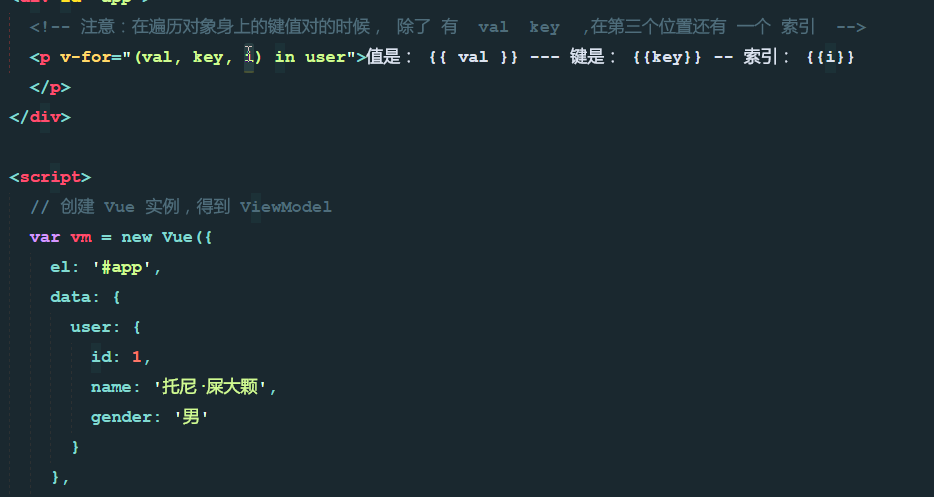 <div id="app">
<!-- 注意：在遍历对象身上的键值对的时候， 除了 有  val  key  ,在第三个位置还有 一个 索引  -->
<p v-for="(val, key, i) in user">值是： {{ val }} --- 键是： {{key}} -- 索引： {{i}}
</p>
</div>
<script>
// 创建 Vue 实例，得到 ViewModel
var vm = new Vue({
el: '#app',
data: {
user: {
id: 1,
name: '托尼·屎大颗',
gender: '男'
}
},